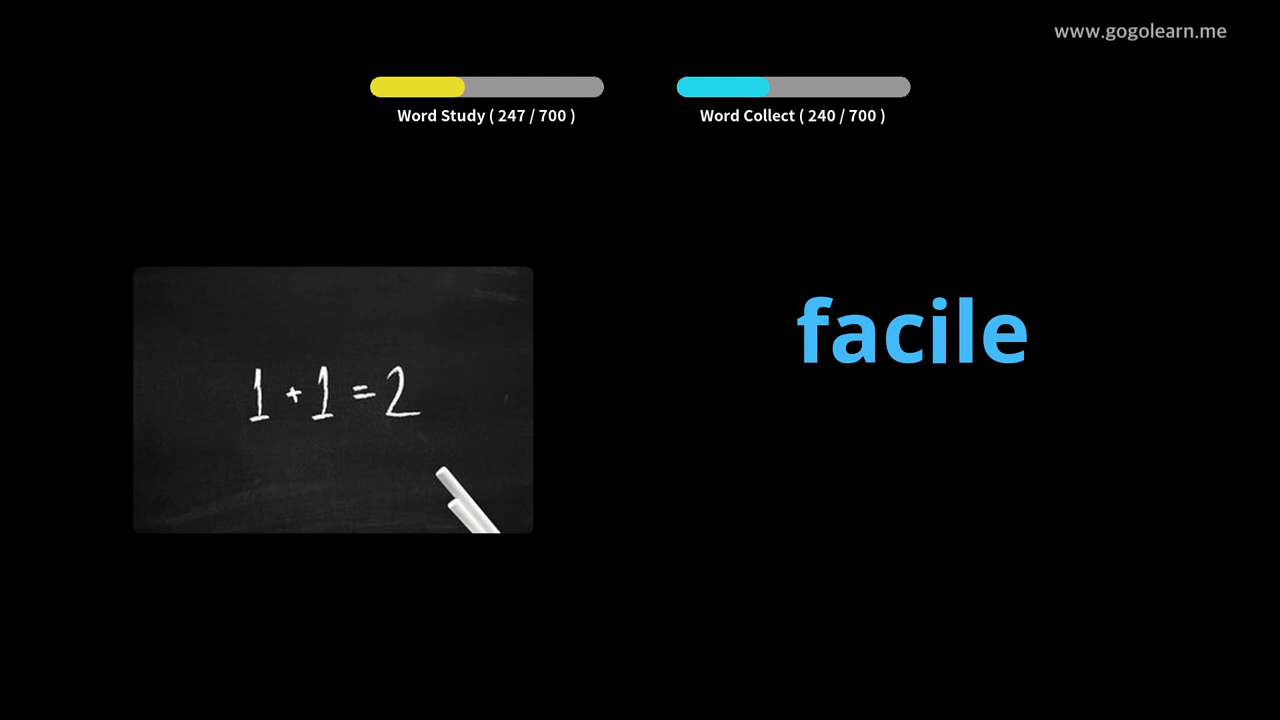 www.gogolearn.me
Word Study ( 247 / 700 )
Word Collect ( 240 / 700 )
facile
1 + 1 = 2